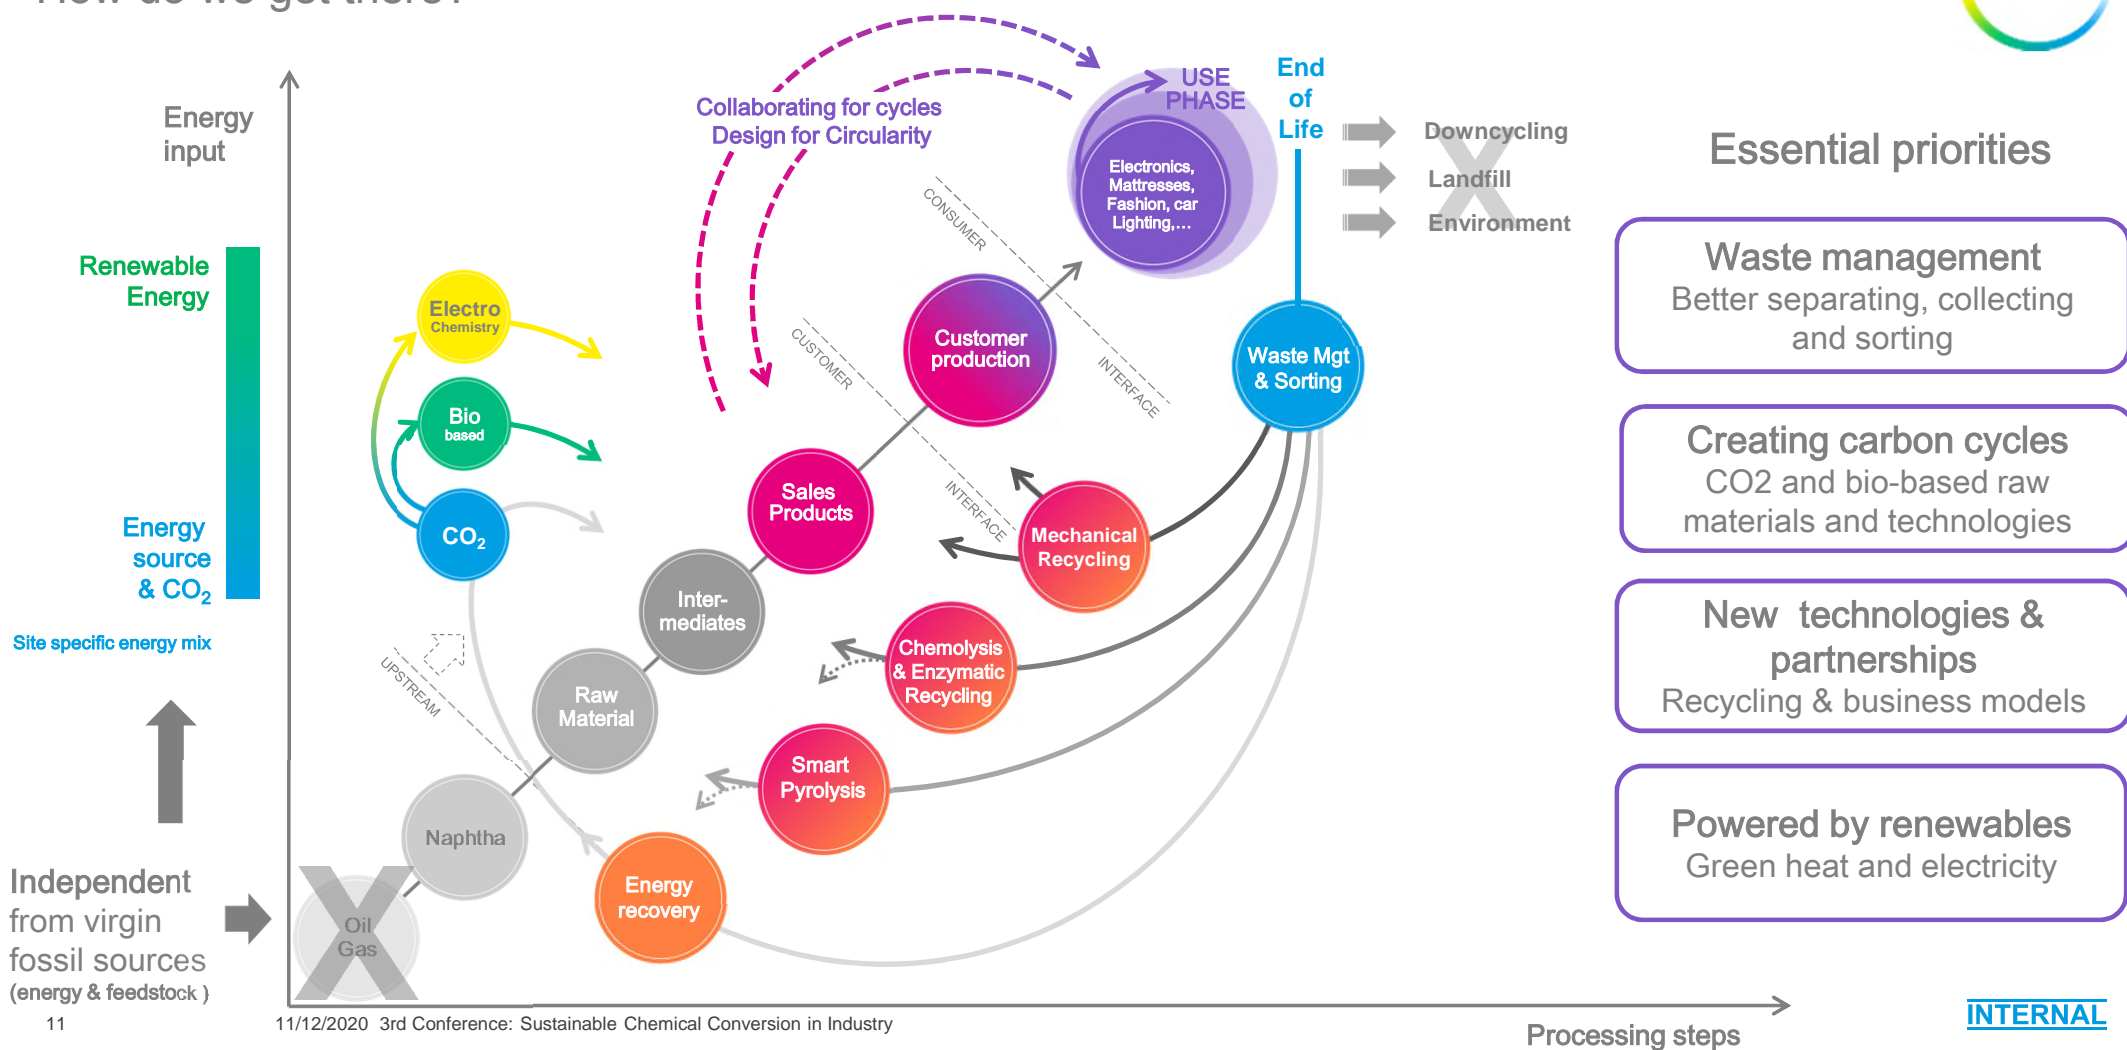 How do we get there?
Energy
input
Renewable
Energy
Energy
source
& CO2
Site specific energy mix
Independent
from virgin
fossil sources
(energy & feedstock )
Collaborating for cycles
Design for Circularity
USE
PHASE
Electronics,
Mattresses,
Fashion, car
Lighting,...
End
of
Life
Downcycling
Landfill
Environment
X
Electro
Chemistry
Bio
based
CO2
UPSTREAM
CUSTOMER
INTERFACE
CONSUMER
INTERFACE
Customer
production
Sales
Products
Inter-
mediates
Raw
Material
Naphtha
Oil
Gas
X
Waste Mgt
& Sorting
Mechanical
Recycling
Chemolysis
& Enzymatic
Recycling
Smart
Pyrolysis
Energy
recovery
Essential priorities
Waste management
Better separating, collecting
and sorting
Creating carbon cycles
CO2 and bio-based raw
materials and technologies
New technologies &
partnerships
Recycling & business models
Powered by renewables
Green heat and electricity
11
11/12/2020 3rd Conference: Sustainable Chemical Conversion in Industry
Processing steps
INTERNAL